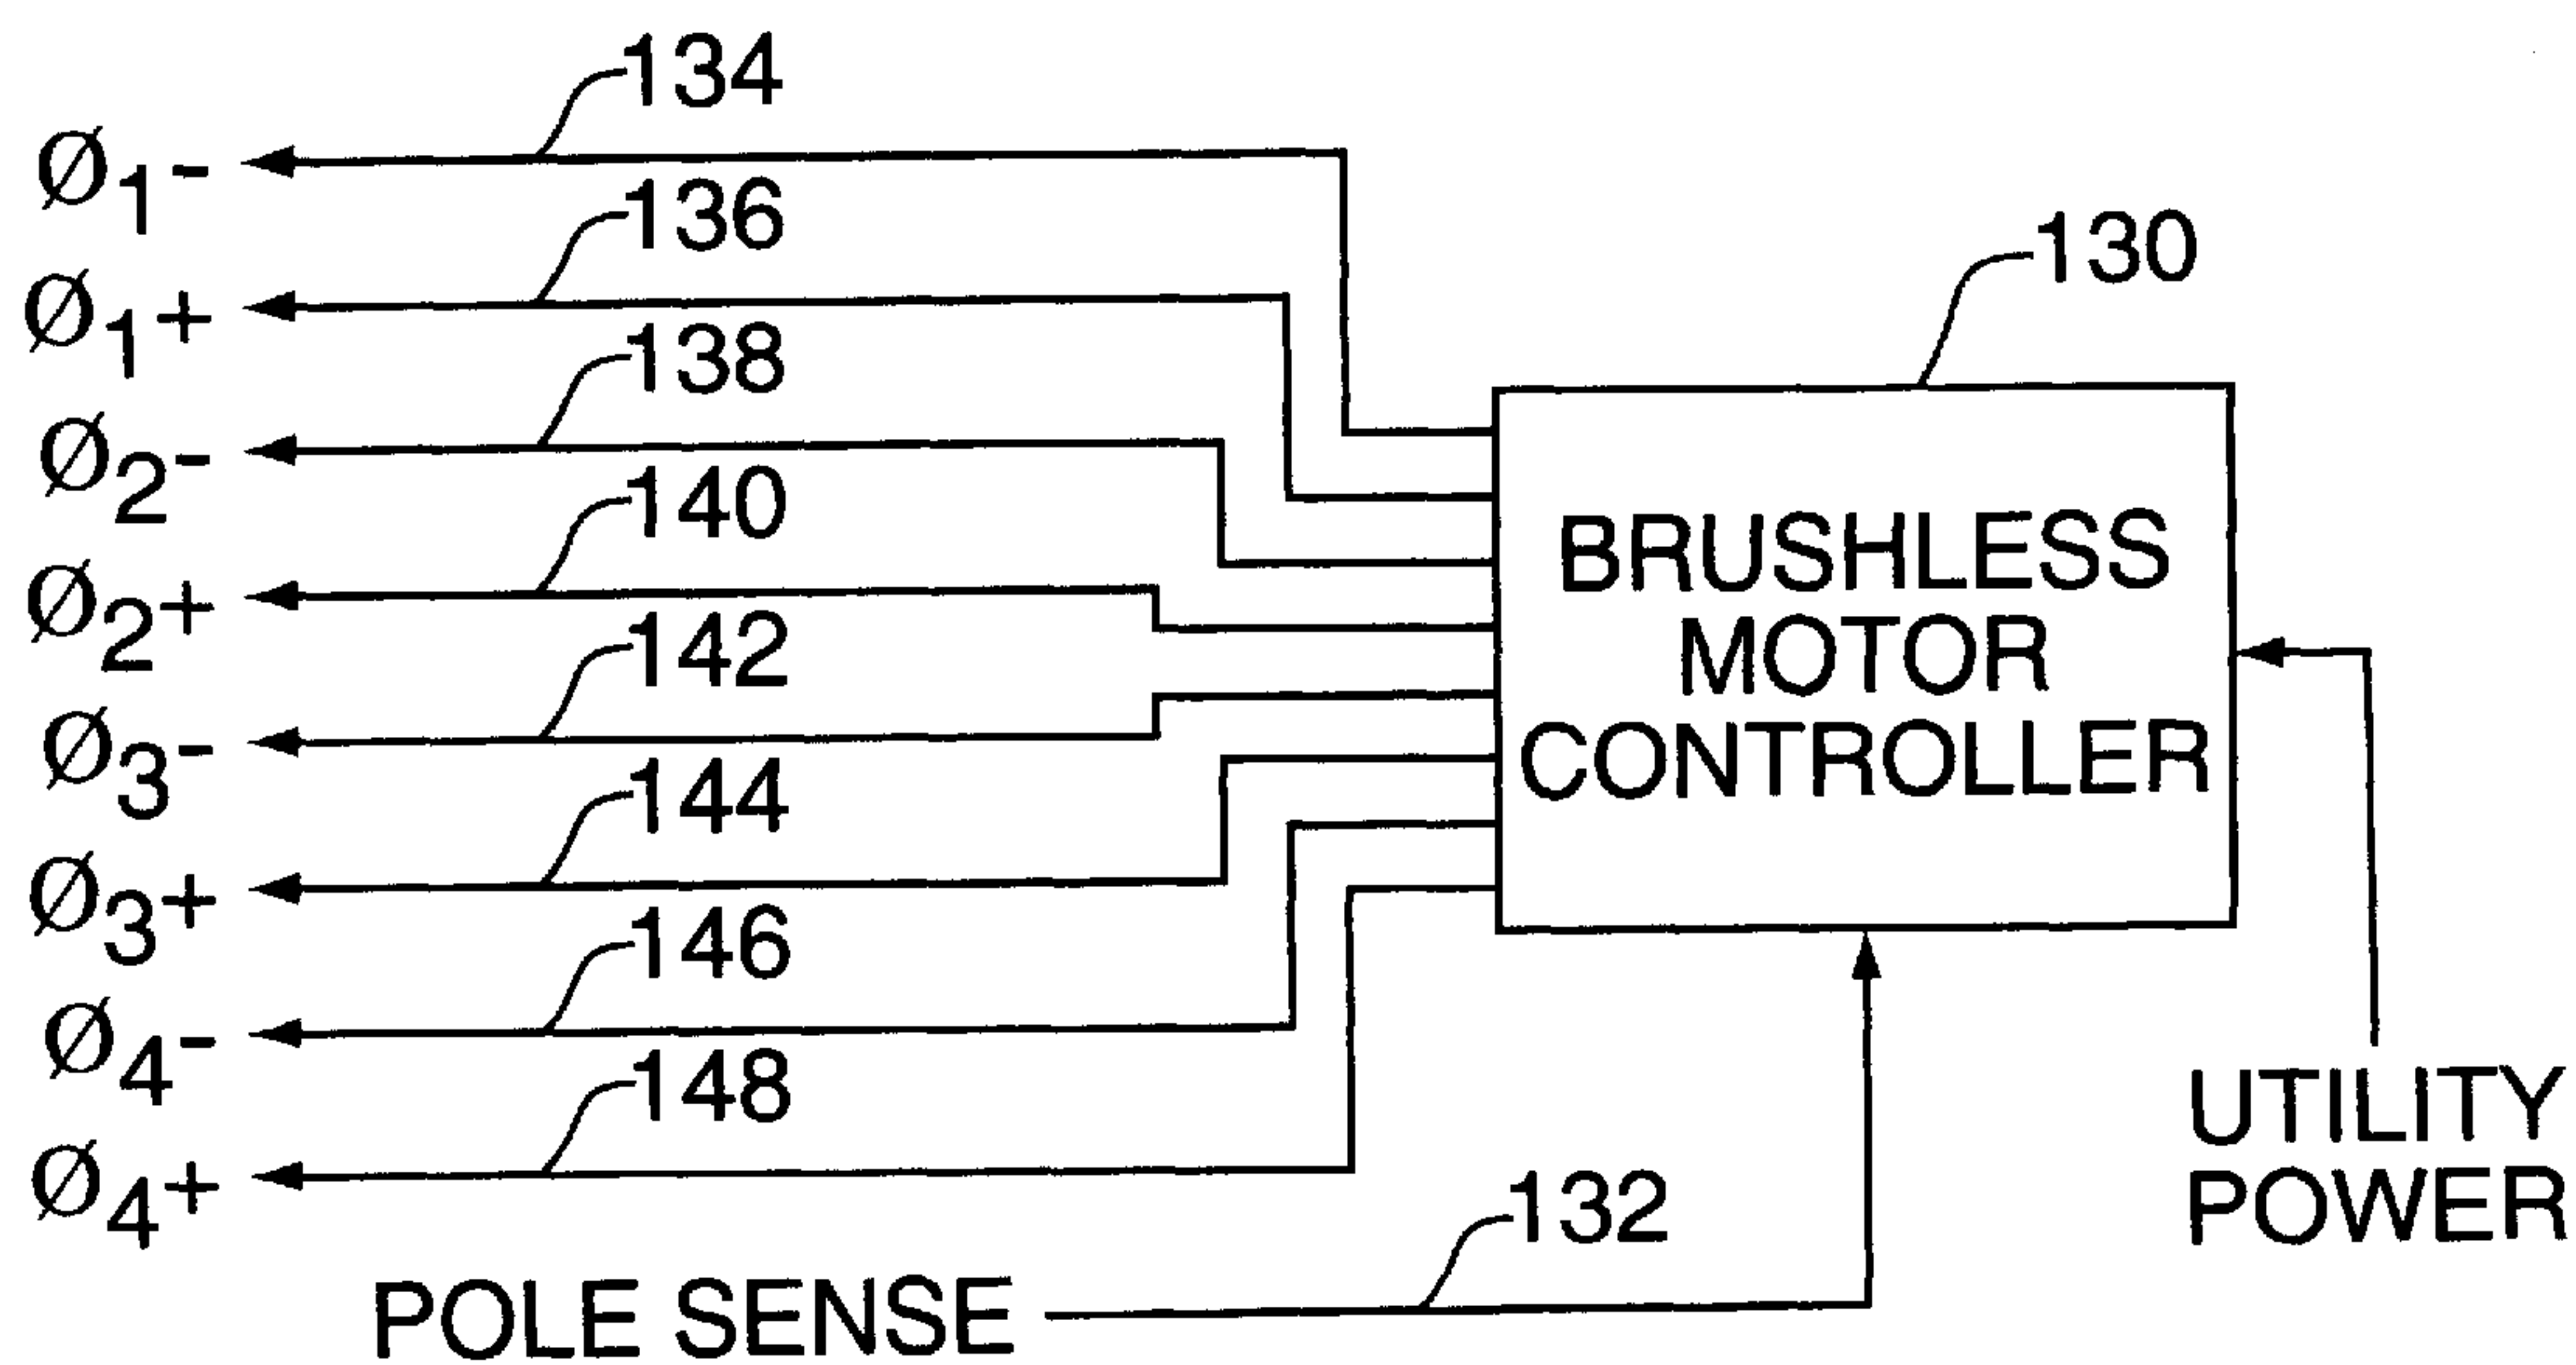 134
Ø1-
136
Ø1+
130
138
Ø2-
140
Ø2+
BRUSHLESS
MOTOR
CONTROLLER
142
Ø3-
144
Ø3+
146
Ø4-
148
Ø4+
UTILITY
POWER
132
POLE SENSE